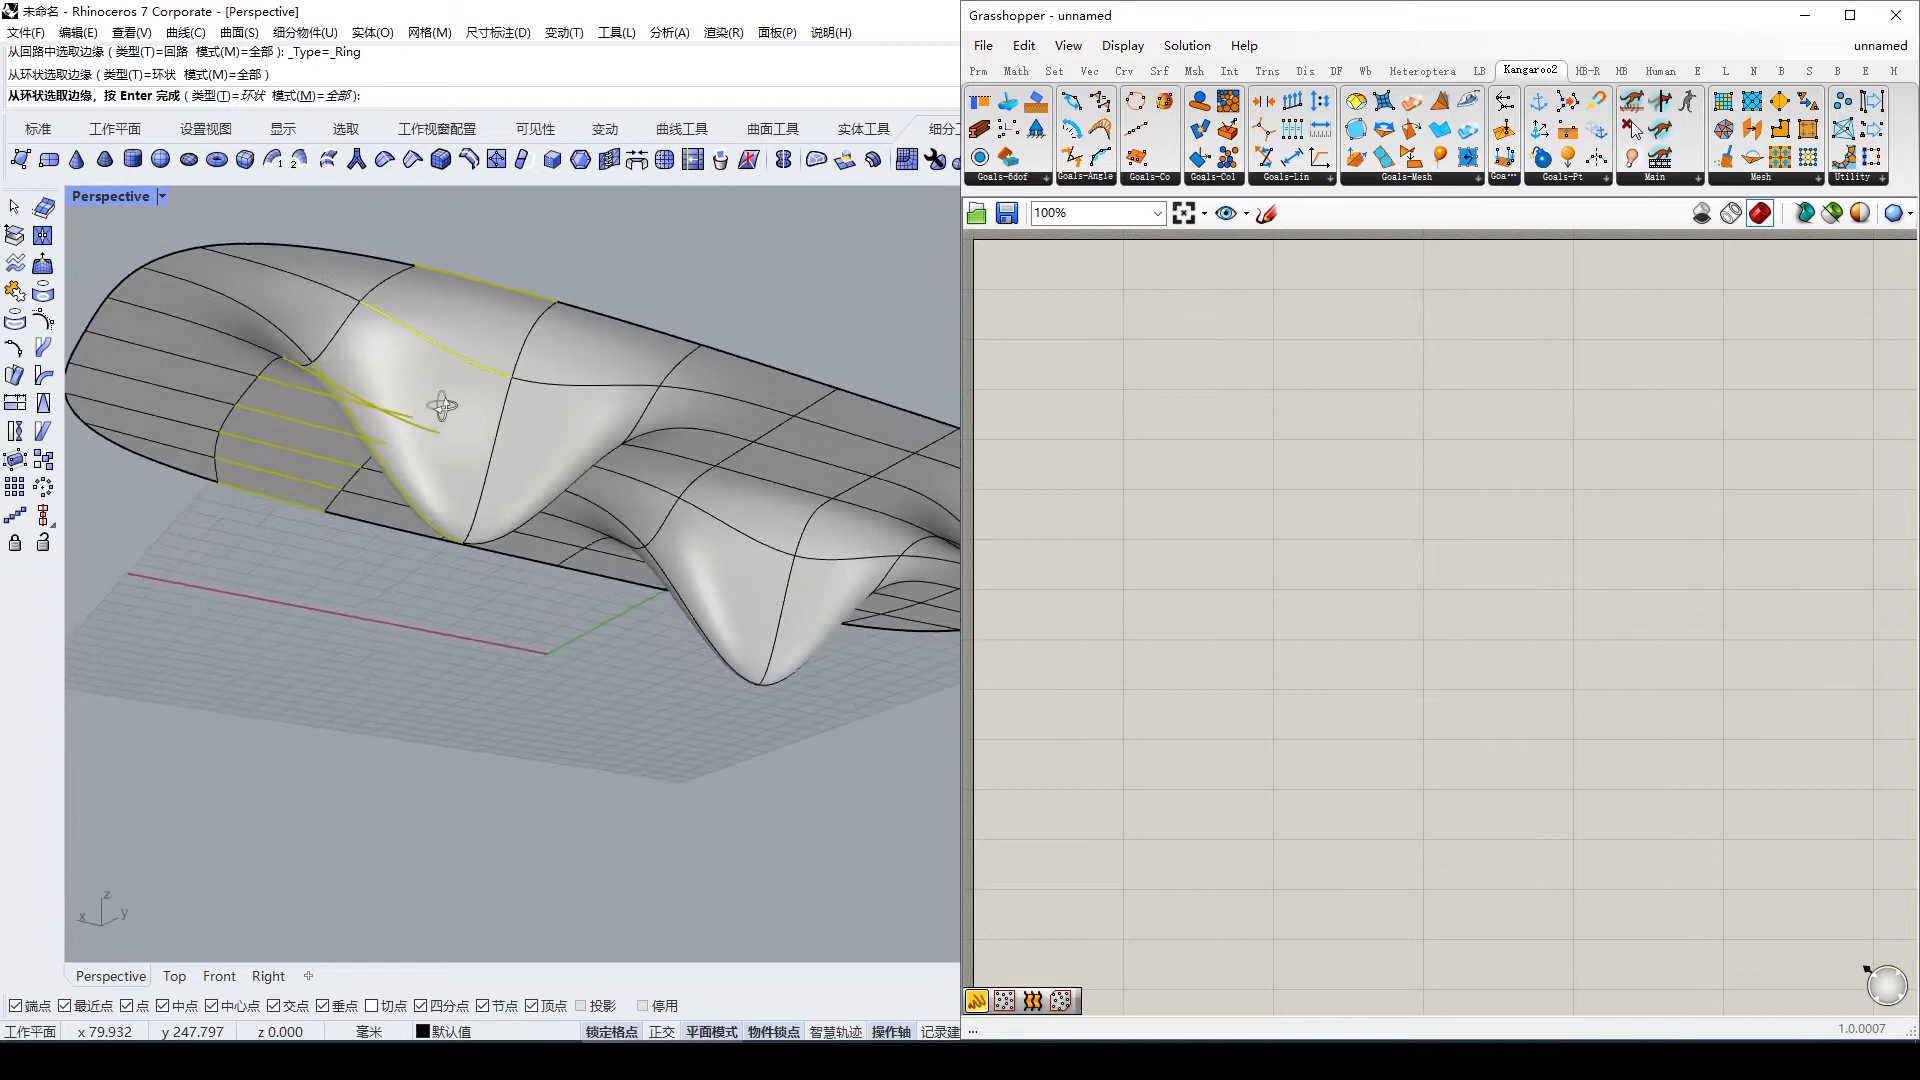 未命名 - Rhinoceros 7 Corporate - [Perspective]
文件(F) 编辑(E) 查看(V) 曲线(C) 曲面(S) 细分物件(U) 实体(O) 网格(M) 尺寸标注(D) 变动(T) 工具(L) 分析(A) 渲染(R) 面板(P) 说明(H)
从回路中选取边缘 ( 类型(T)=回路 模式(M)=全部 ): _Type=_Ring
从环状选取边缘 ( 类型(T)=环状 模式(M)=全部 )
从环状选取边缘，按 Enter 完成 ( 类型(T)=环状 模式(M)=全部 ):
标准 工作平面 设置视图 显示 选取 工作视窗配置 可见性 变动 曲线工具 曲面工具 实体工具 细分工
Perspective
z
x
y
Perspective Top Front Right
端点 最近点 点 中点 中心点 交点 垂点 切点 四分点 节点 顶点 投影 停用
工作平面 x 79.932 y 247.797 z 0.000 毫米 默认值 锁定格点 正交 平面模式 物件锁点 智慧轨迹 操作轴 记录建
Grasshopper - unnamed
File Edit View Display Solution Help unnamed
Prm Math Set Vec Crv Srf Msh Int Trns Dis DF Wb Heteroptera LB Kangaroo2 HB-R HB Human E L N B S B E H
Goals-6dof Goals-Angle Goals-Co Goals-Col Goals-Lin Goals-Mesh Goa... Goals-Pt Main Mesh Utility
100%
... 1.0.0007